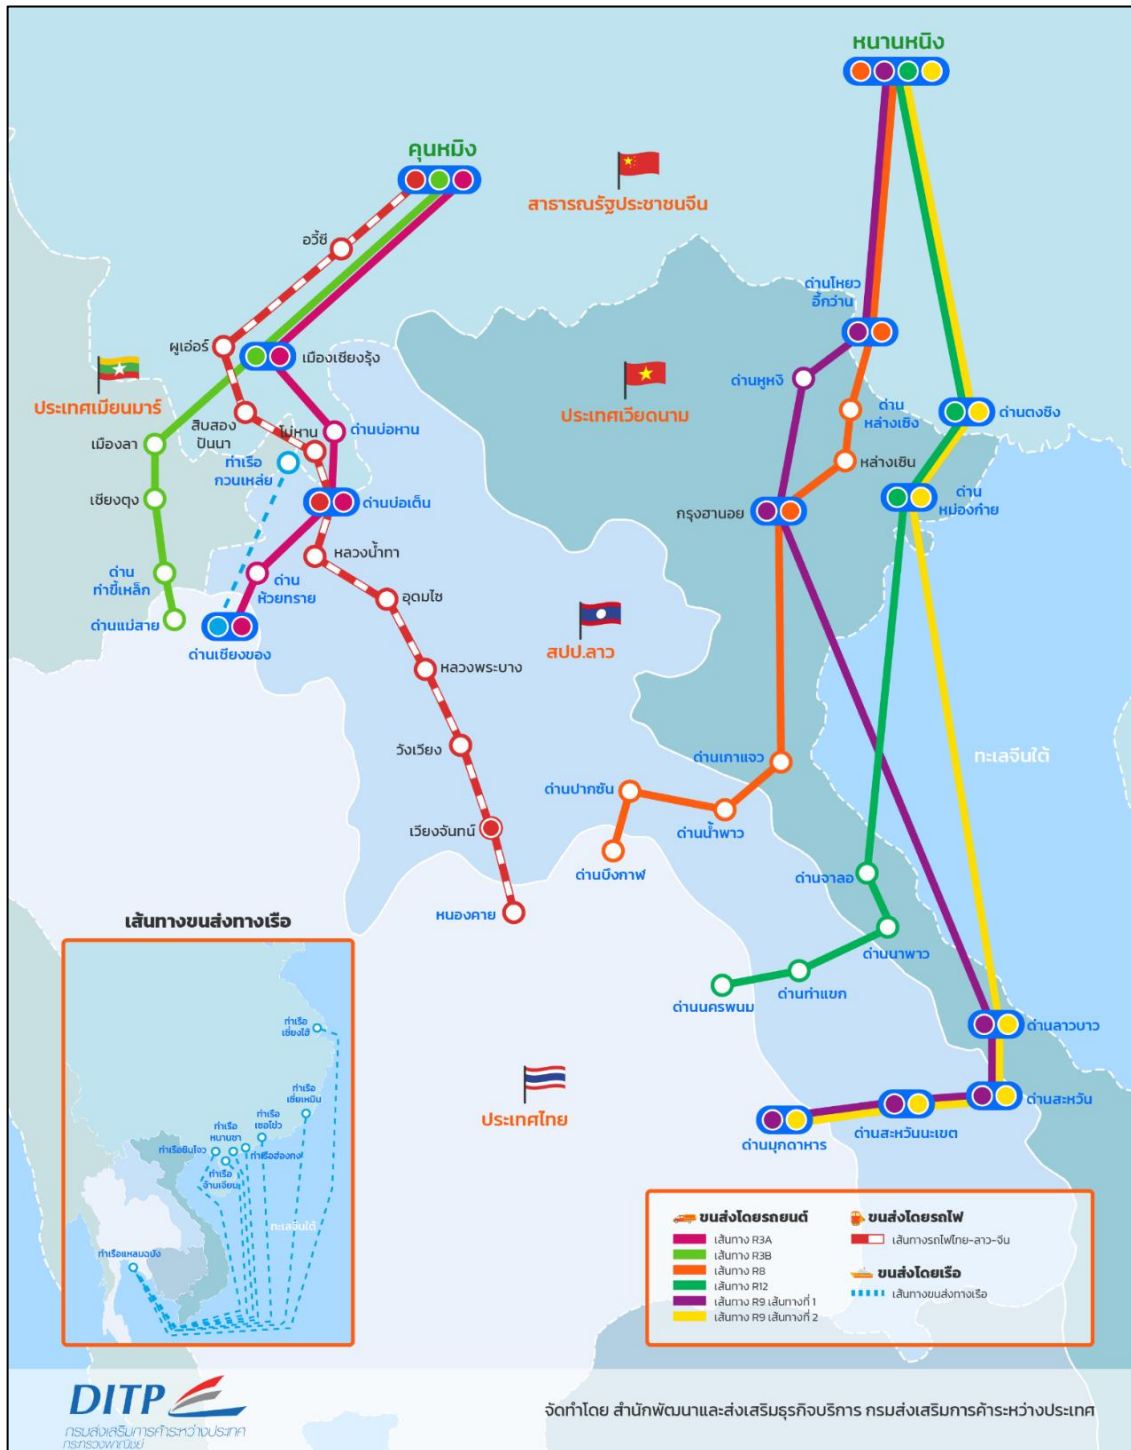 หนานหนิง
คุนหมิง
สาธารณรัฐประชาชนจีน
อวี้ซี
ด่านโหยว
อี้กว่าน
ผูเอ่อร์
เมืองเชียงรุ้ง
ด่านหูหงิ
ประเทศเมียนมาร์
ประเทศเวียดนาม
ด่าน
หล่างเซิง
ด่านตงซิง
สิบสอง
ปันนา
ด่านบ่อหาน
โม่หาน
เมืองลา
ท่าเรือ
กวนเหล่ย
หล่างเซิน
เชียงตุง
ด่านบ่อเต็น
กรุงฮานอย
ด่าน
หม่องก๋าย
หลวงน้ำทา
ด่าน
ท่าขี้เหล็ก
ด่าน
ห้วยทราย
อุดมไซ
ด่านแม่สาย
ด่านเชียงของ
สปป.ลาว
หลวงพระบาง
วังเวียง
ทะเลจีนใต้
ด่านเกาแจว
ด่านปากซัน
ด่านน้ำพาว
เวียงจันทน์
ด่านบึงกาฬ
ด่านจาลอ
หนองคาย
เส้นทางขนส่งทางเรือ
ด่านนาพาว
ด่านท่าแขก
ด่านนครพนม
ด่านลาวบาว
ท่าเรือ
เซี่ยงไฮ้
ด่านสะหวัน
ด่านสะหวันนะเขต
ด่านมุกดาหาร
ประเทศไทย
ท่าเรือ
เซี่ยเหมิน
ท่าเรือ
เซอโข่ว
ท่าเรือ
หนานซา
ท่าเรือชินโจว
ท่าเรือฮ่องกง
ท่าเรือ
จ้านเจียน
ทะเลจีนใต้
ท่าเรือแหลมฉบัง
ขนส่งโดยรถยนต์
เส้นทาง R3A
เส้นทาง R3B
เส้นทาง R8
เส้นทาง R12
เส้นทาง R9 เส้นทางที่ 1
เส้นทาง R9 เส้นทางที่ 2
ขนส่งโดยรถไฟ
เส้นทางรถไฟไทย-ลาว-จีน
ขนส่งโดยเรือ
เส้นทางขนส่งทางเรือ
DITP
กรมส่งเสริมการค้าระหว่างประเทศ
กระทรวงพาณิชย์
จัดทำโดย สำนักพัฒนาและส่งเสริมธุรกิจบริการ กรมส่งเสริมการค้าระหว่างประเทศ